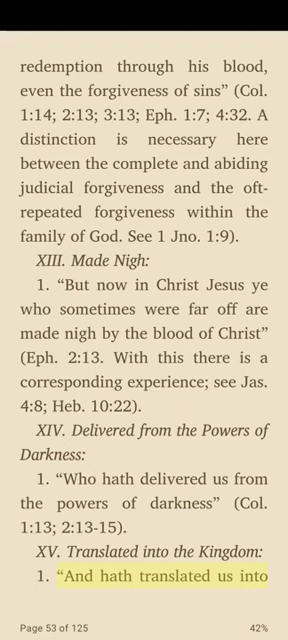 redemption through his blood,
even the forgiveness of sins” (Col.
1:14; 2:13; 3:13; Eph. 1:7; 4:32. A
distinction is necessary here
between the complete and abiding
judicial forgiveness and the oft-
repeated forgiveness within the
family of God. See 1 Jno. 1:9).
XIII. Made Nigh:
1. “But now in Christ Jesus ye
who sometimes were far off are
made nigh by the blood of Christ”
(Eph. 2:13. With this there is a
corresponding experience; see Jas.
4:8; Heb. 10:22).
XIV. Delivered from the Powers of
Darkness:
1. “Who hath delivered us from
the powers of darkness” (Col.
1:13; 2:13-15).
XV. Translated into the Kingdom:
1. “And hath translated us into
Page 53 of 125 42%